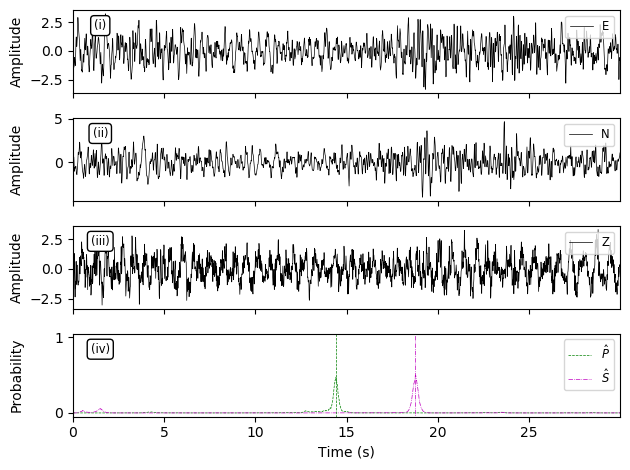 (i)
E
Amplitude
2.5
0.0
−2.5
(ii)
N
Amplitude
5
0
(iii)
Z
Amplitude
2.5
0.0
−2.5
(iv)
P̂
Ŝ
Probability
1
0
0 5 10 15 20 25
Time (s)